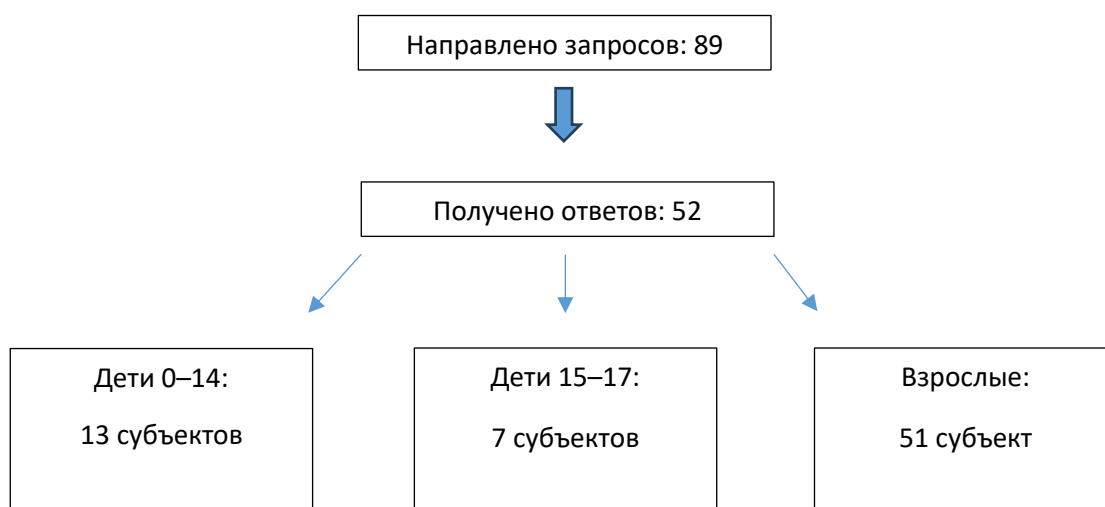 Направлено запросов: 89
Получено ответов: 52
Дети 0–14:
13 субъектов
Дети 15–17:
7 субъектов
Взрослые:
51 субъект